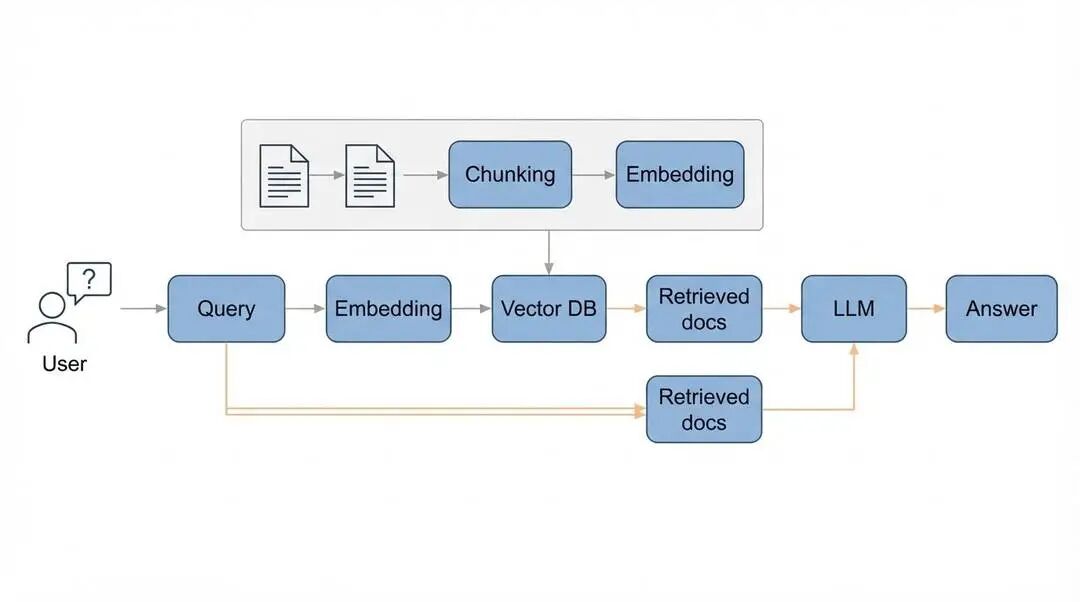 Chunking
Embedding
?
User
Query
Embedding
Vector DB
Retrieved
docs
LLM
Answer
Retrieved
docs